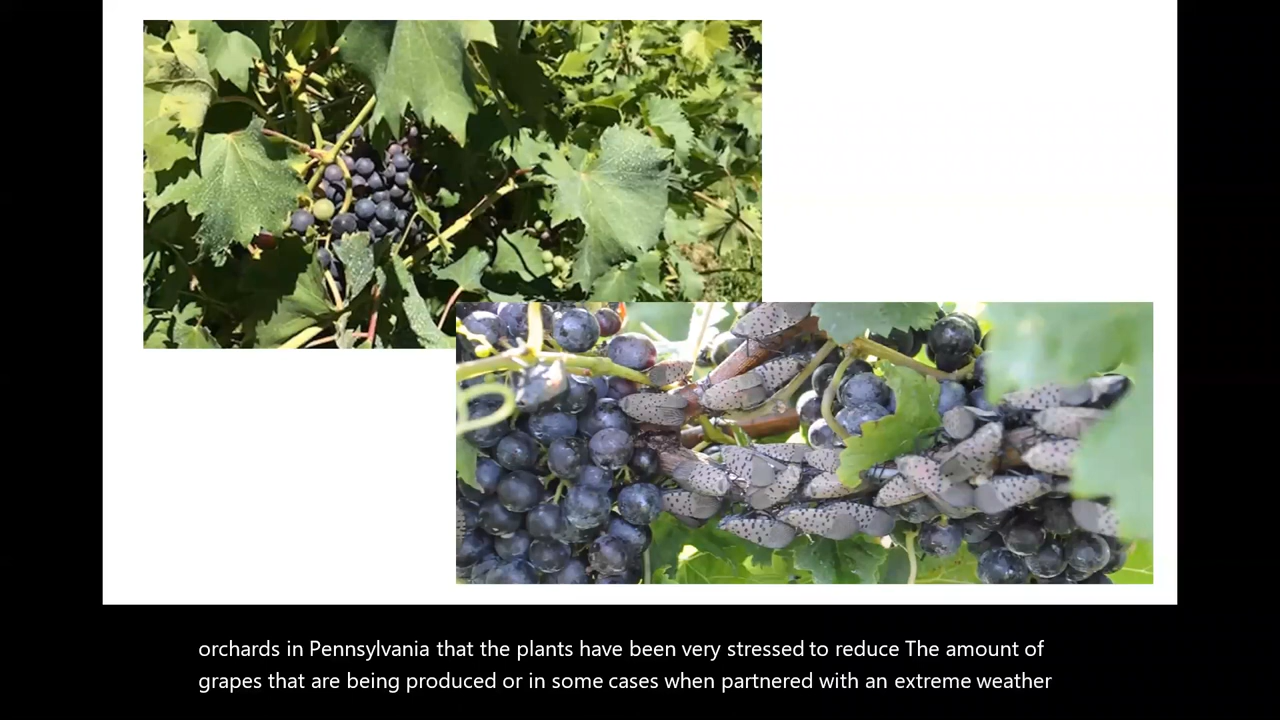 orchards in Pennsylvania that the plants have been very stressed to reduce The amount of
grapes that are being produced or in some cases when partnered with an extreme weather